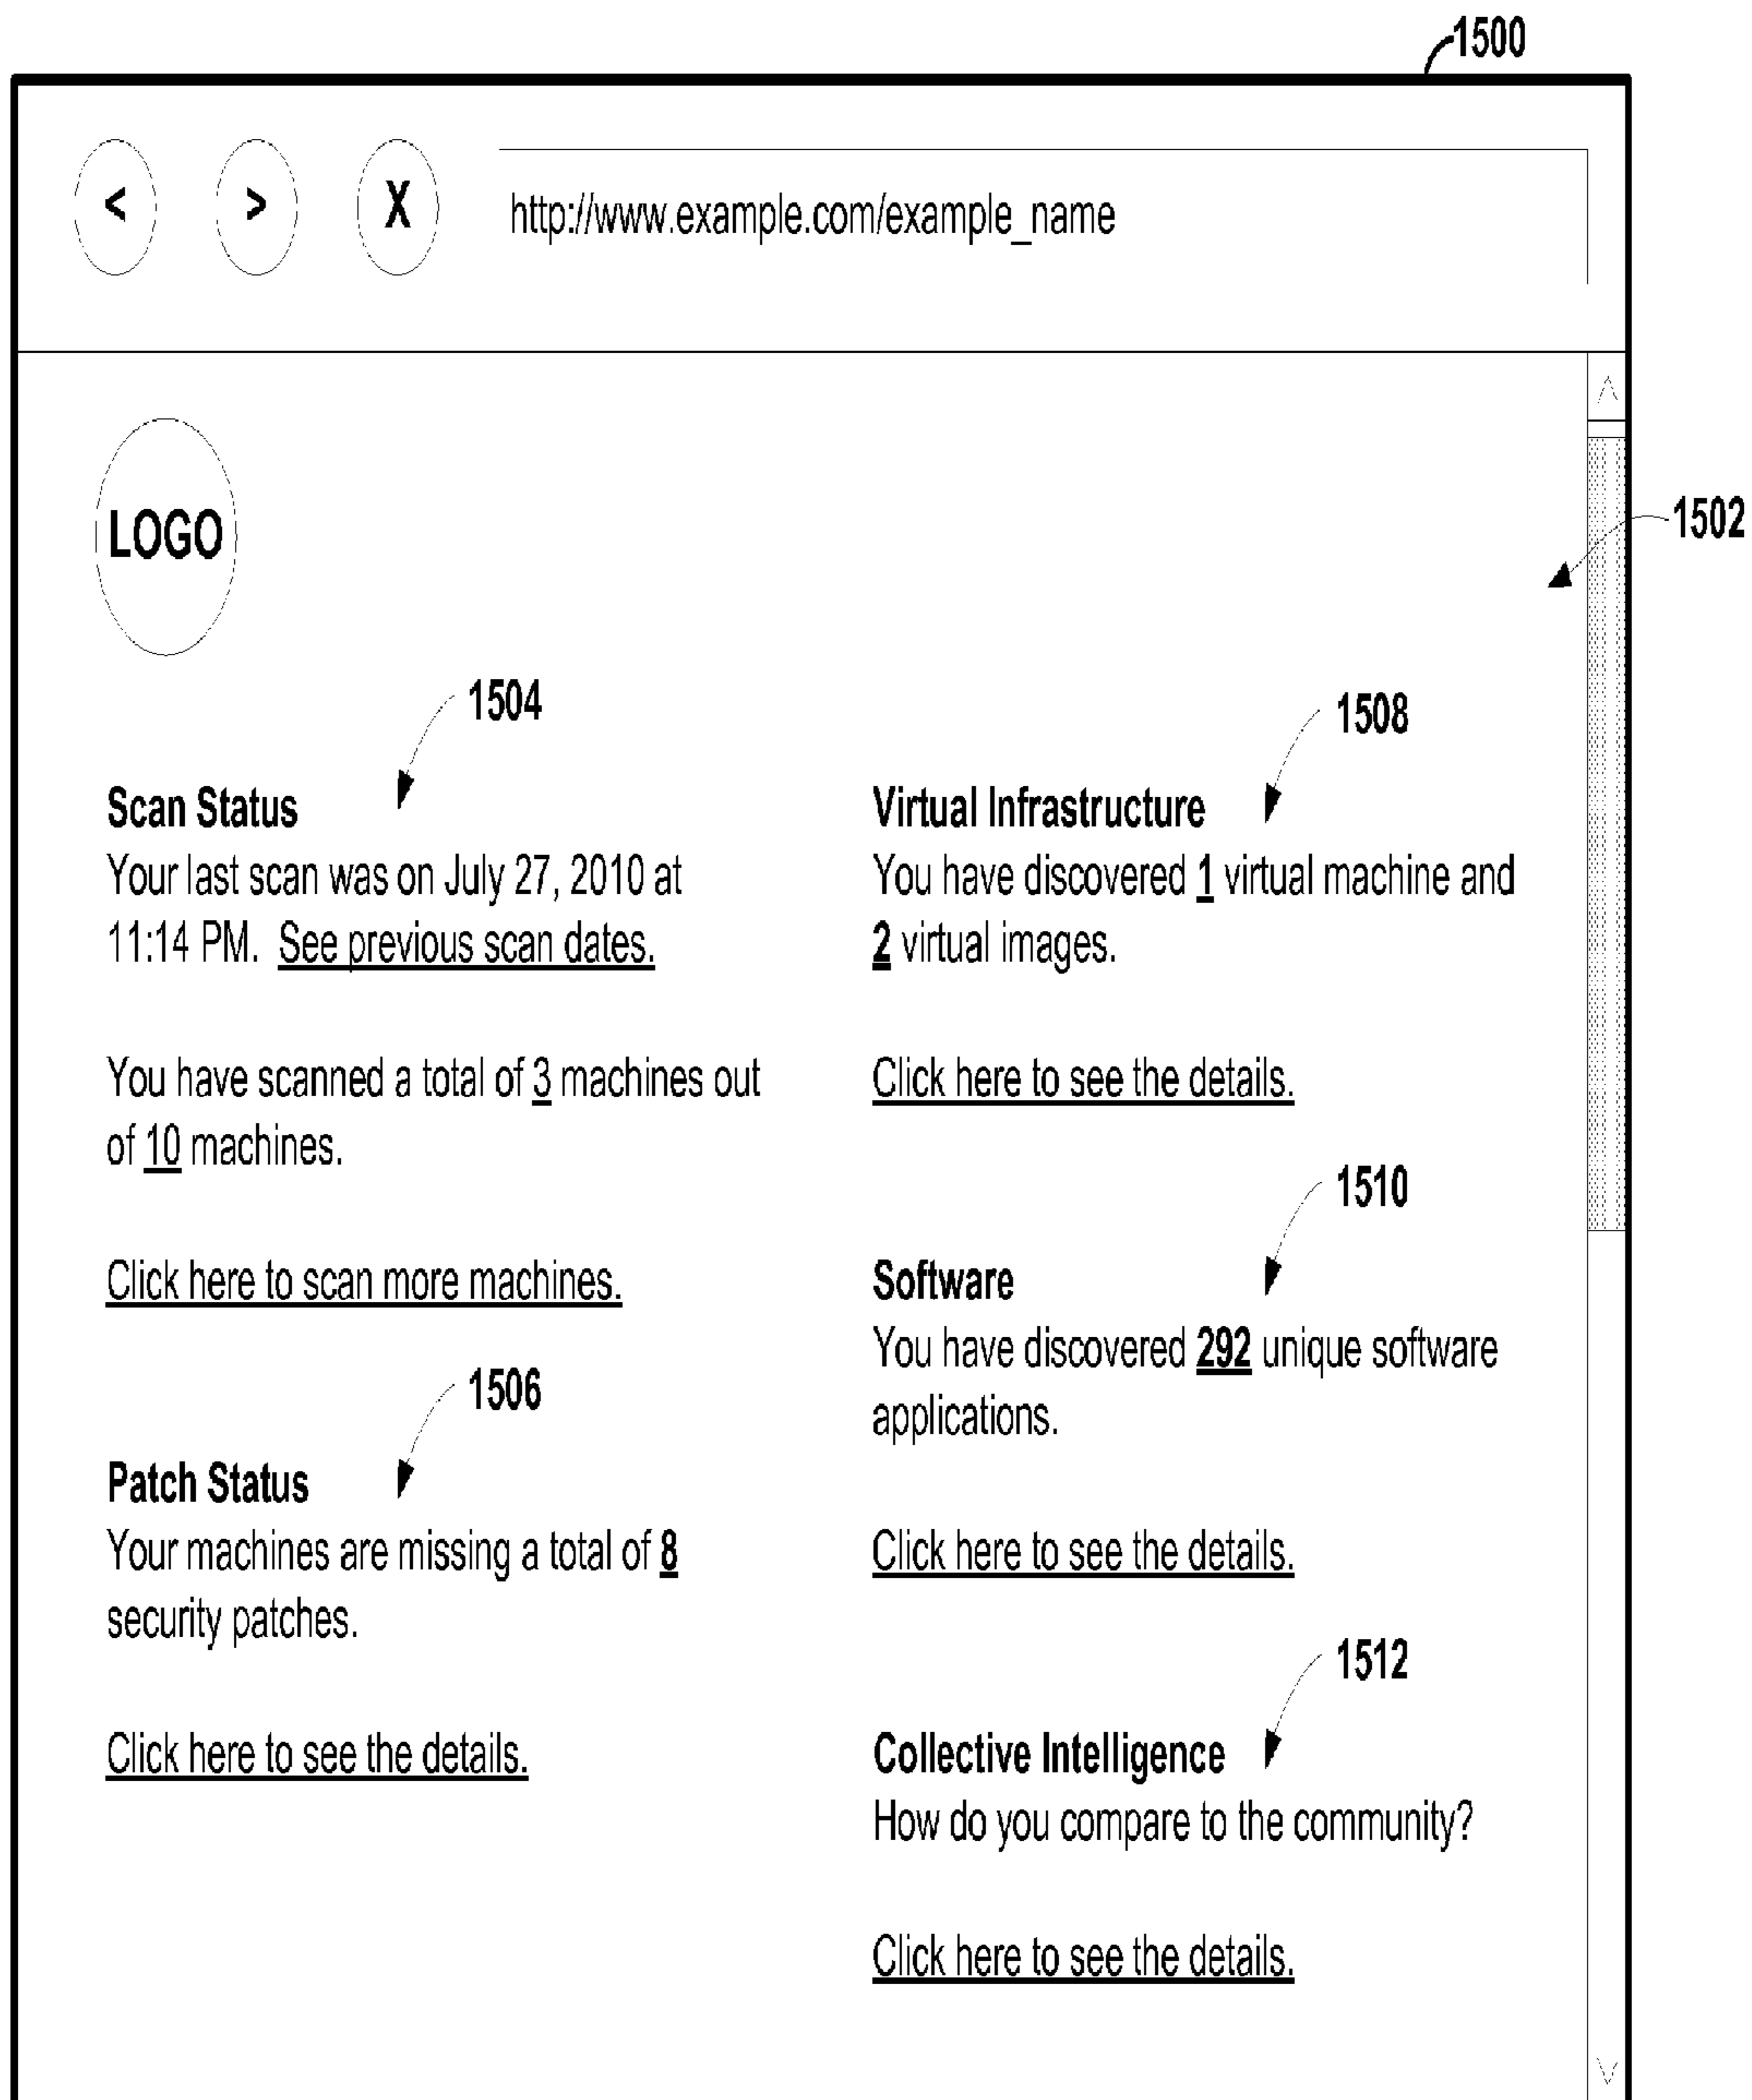 1500
< > X http://www.example.com/example_name
LOGO
1502
1504
Scan Status
Your last scan was on July 27, 2010 at
11:14 PM. See previous scan dates.
You have scanned a total of 3 machines out
of 10 machines.
Click here to scan more machines.
1506
Patch Status
Your machines are missing a total of 8
security patches.
Click here to see the details.
1508
Virtual Infrastructure
You have discovered 1 virtual machine and
2 virtual images.
Click here to see the details.
1510
Software
You have discovered 292 unique software
applications.
Click here to see the details.
1512
Collective Intelligence
How do you compare to the community?
Click here to see the details.